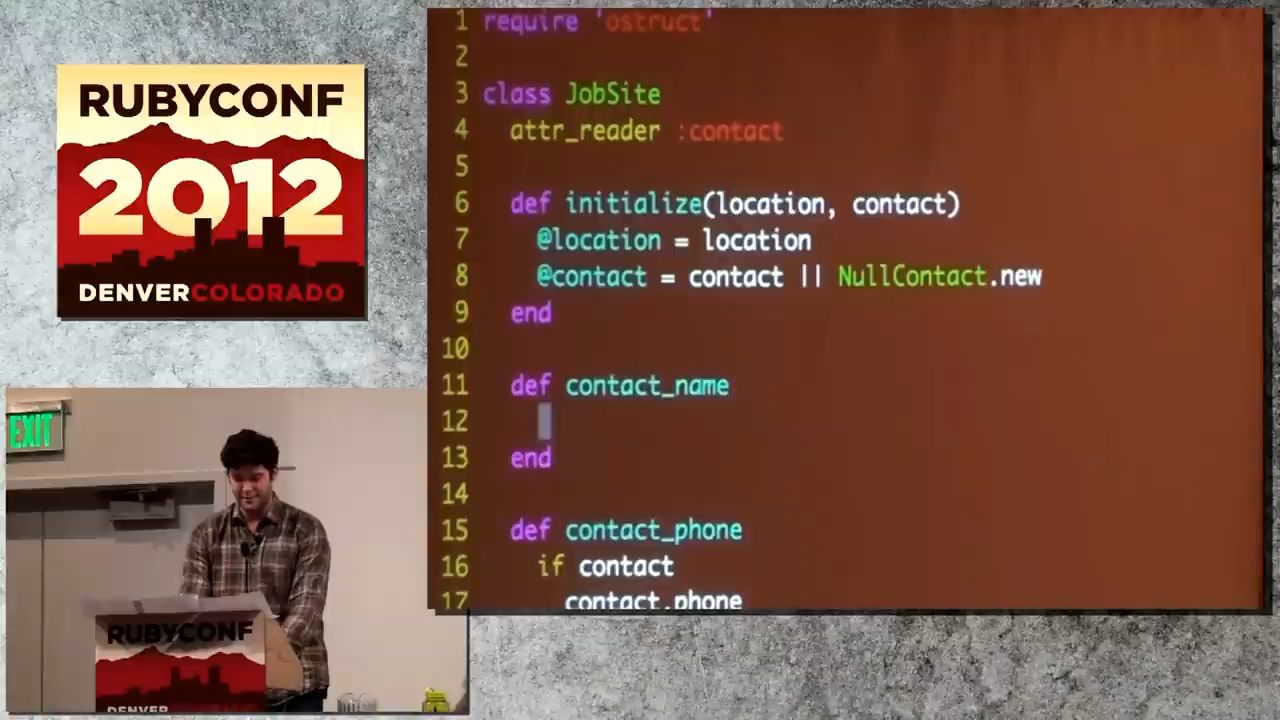 RUBYCONF
2012
DENVERCOLORADO
EXIT
RUBYCONF
DENVER
1 require 'ostruct'
2
3 class JobSite
4 attr_reader :contact
5
6 def initialize(location, contact)
7 @location = location
8 @contact = contact || NullContact.new
9 end
10
11 def contact_name
12
13 end
14
15 def contact_phone
16 if contact
17 contact.phone